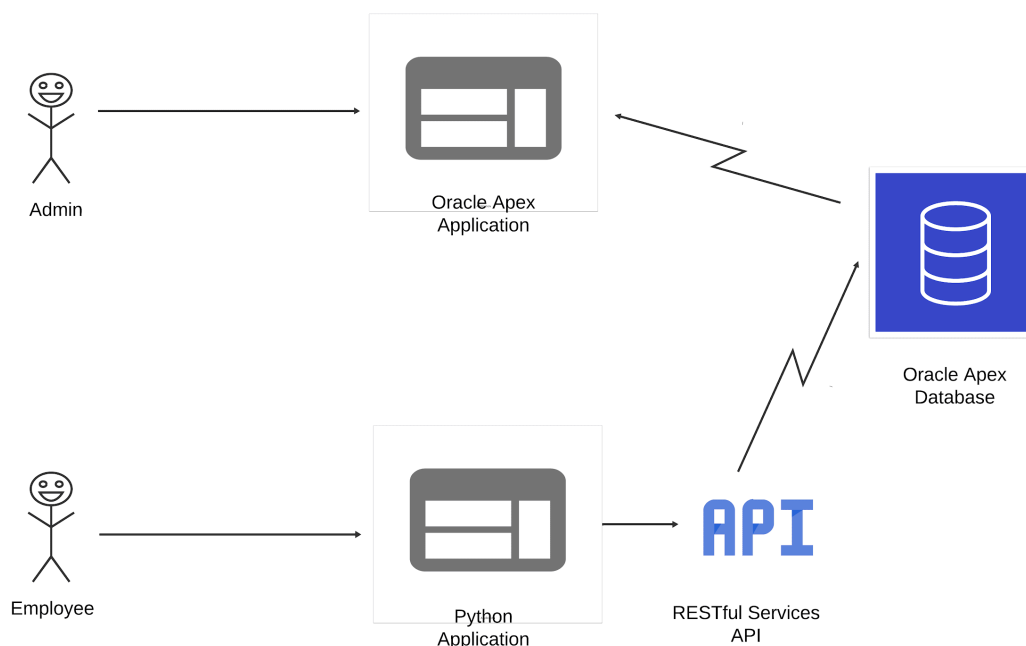 Admin
Oracle Apex
Application
Oracle Apex
Database
Employee
Python
Application
API
RESTful Services
API